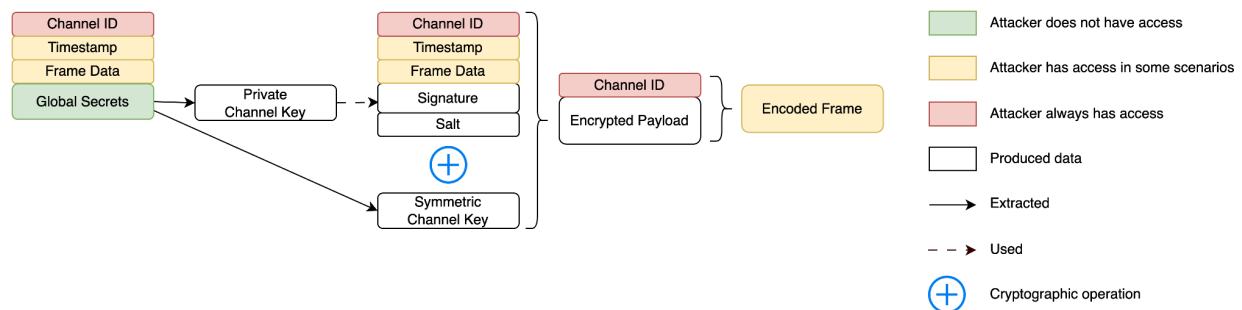 Channel ID
Timestamp
Frame Data
Global Secrets
Private
Channel Key
Channel ID
Timestamp
Frame Data
Signature
Salt
Symmetric
Channel Key
Channel ID
Encrypted Payload
Encoded Frame
Attacker does not have access
Attacker has access in some scenarios
Attacker always has access
Produced data
Extracted
Used
Cryptographic operation